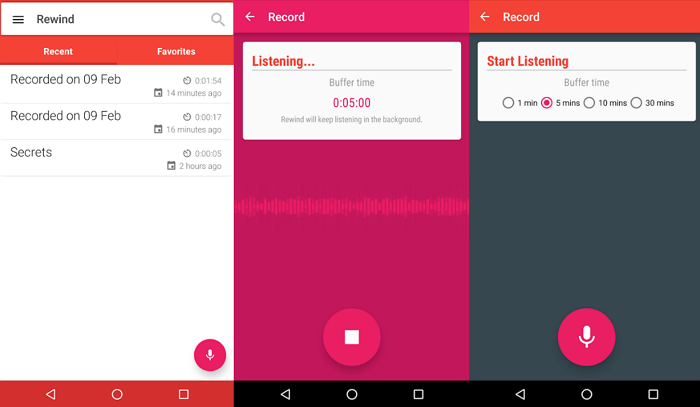 Rewind
Recent Favorites
Recorded on 09 Feb 0:01:54
14 minutes ago
Recorded on 09 Feb 0:00:17
16 minutes ago
Secrets 0:00:05
2 hours ago
Record
Listening...
Buffer time
0:05:00
Rewind will keep listening in the background.
Record
Start Listening
Buffer time
1 min 5 mins 10 mins 30 mins